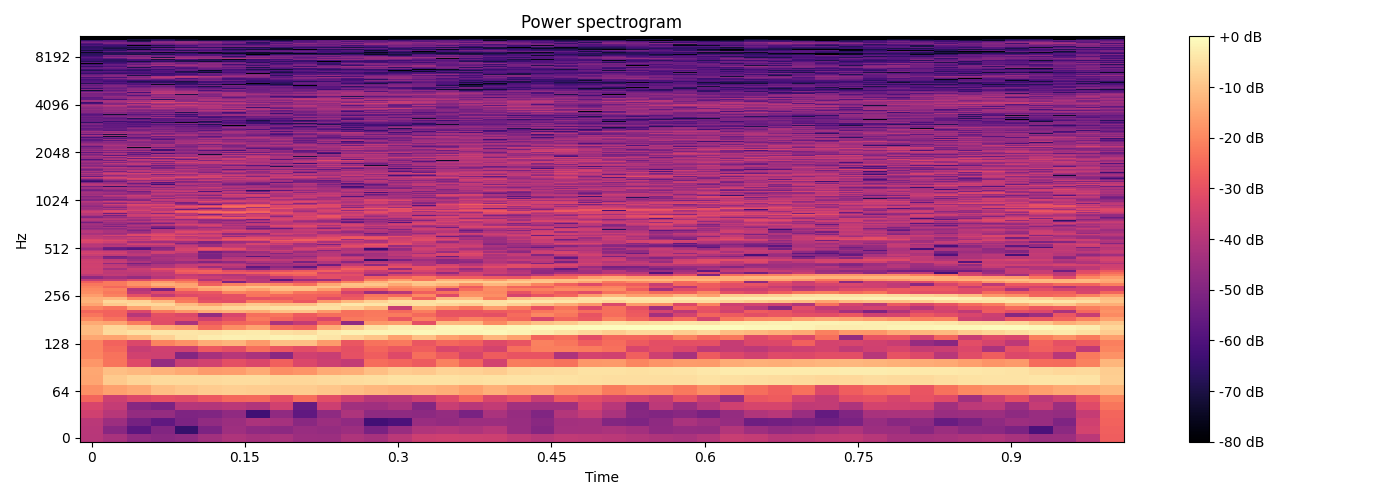 Power spectrogram
8192
4096
2048
1024
512
256
128
64
0
Hz
0 0.15 0.3 0.45 0.6 0.75 0.9
Time
+0 dB
-10 dB
-20 dB
-30 dB
-40 dB
-50 dB
-60 dB
-70 dB
-80 dB